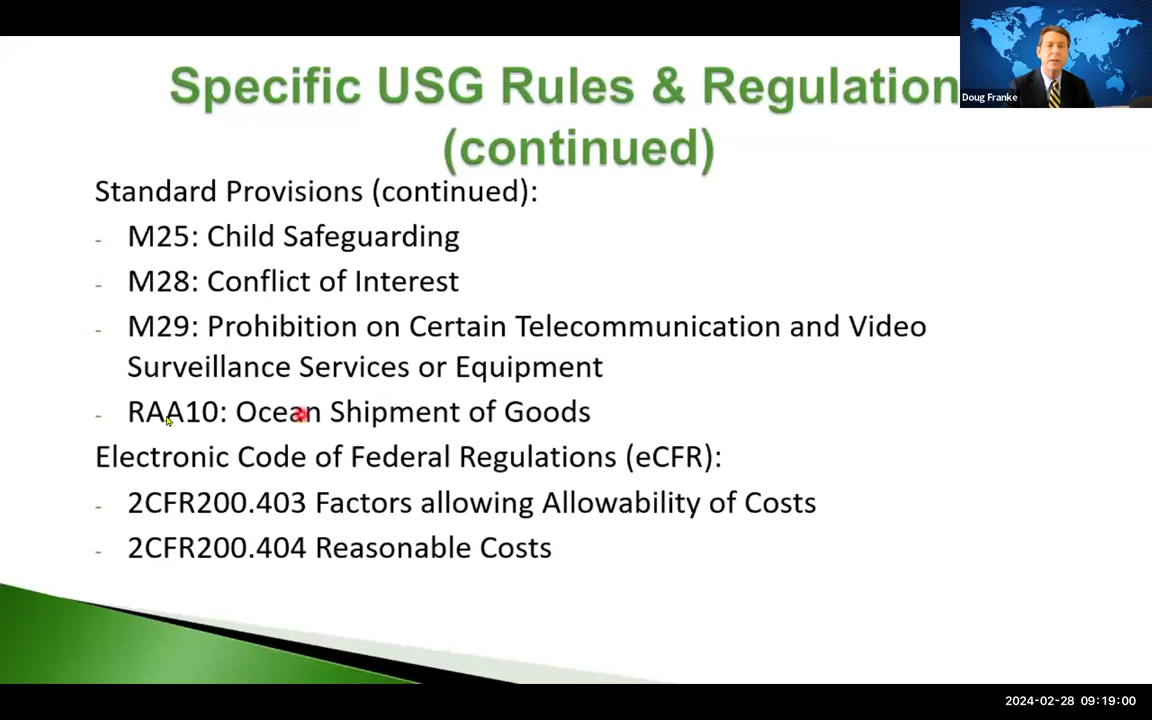 Specific USG Rules & Regulation
(continued)
Doug Franke
Standard Provisions (continued):
- M25: Child Safeguarding
- M28: Conflict of Interest
- M29: Prohibition on Certain Telecommunication and Video
Surveillance Services or Equipment
- RAA10: Ocean Shipment of Goods
Electronic Code of Federal Regulations (eCFR):
- 2CFR200.403 Factors allowing Allowability of Costs
- 2CFR200.404 Reasonable Costs
2024-02-28 09:19:00